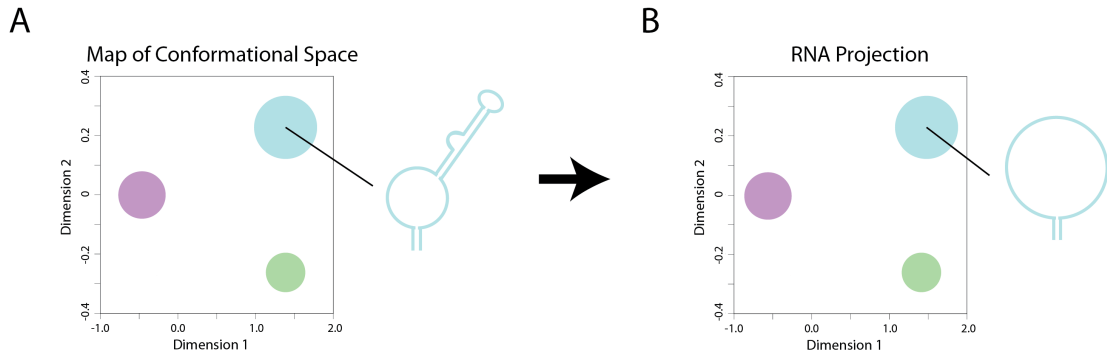 A
Map of Conformational Space
0.4
0.2
0
-0.2
-0.4
Dimension 2
-1.0 0.0 1.0 2.0
Dimension 1
B
RNA Projection
0.4
0.2
0
-0.2
-0.4
Dimension 2
-1.0 0.0 1.0 2.0
Dimension 1